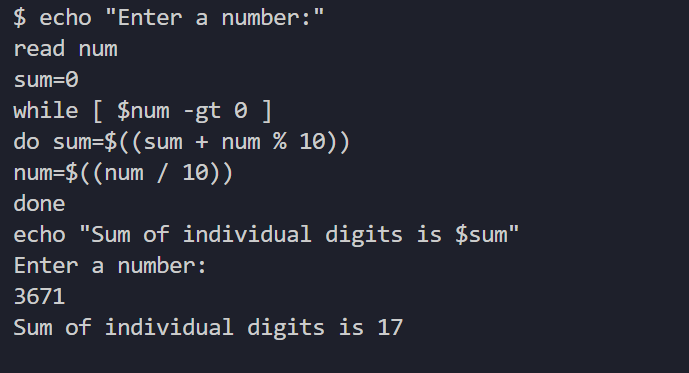 $ echo "Enter a number:"
read num
sum=0
while [ $num -gt 0 ]
do sum=$((sum + num % 10))
num=$((num / 10))
done
echo "Sum of individual digits is $sum"
Enter a number:
3671
Sum of individual digits is 17